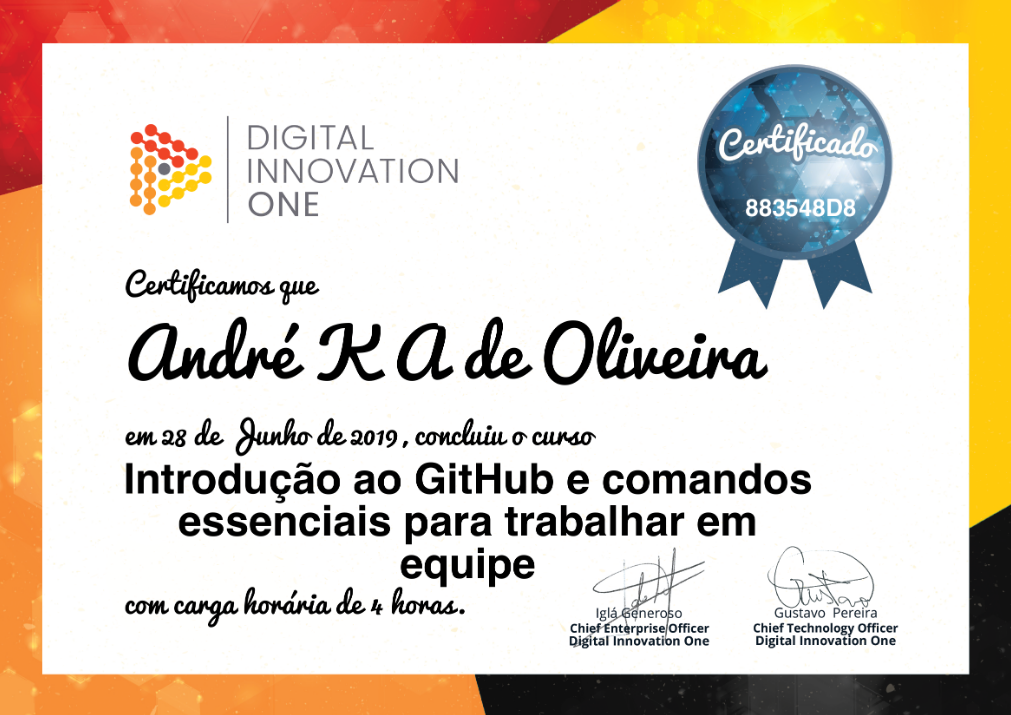 DIGITAL
INNOVATION
ONE
Certificado
883548D8
Certificamos que
André K A de Oliveira
em 28 de Junho de 2019, concluiu o curso
Introdução ao GitHub e comandos
essenciais para trabalhar em
equipe
com carga horária de 4 horas.
Iglá Generoso
Chief Enterprise Officer
Digital Innovation One
Gustavo
Gustavo Pereira
Chief Technology Officer
Digital Innovation One